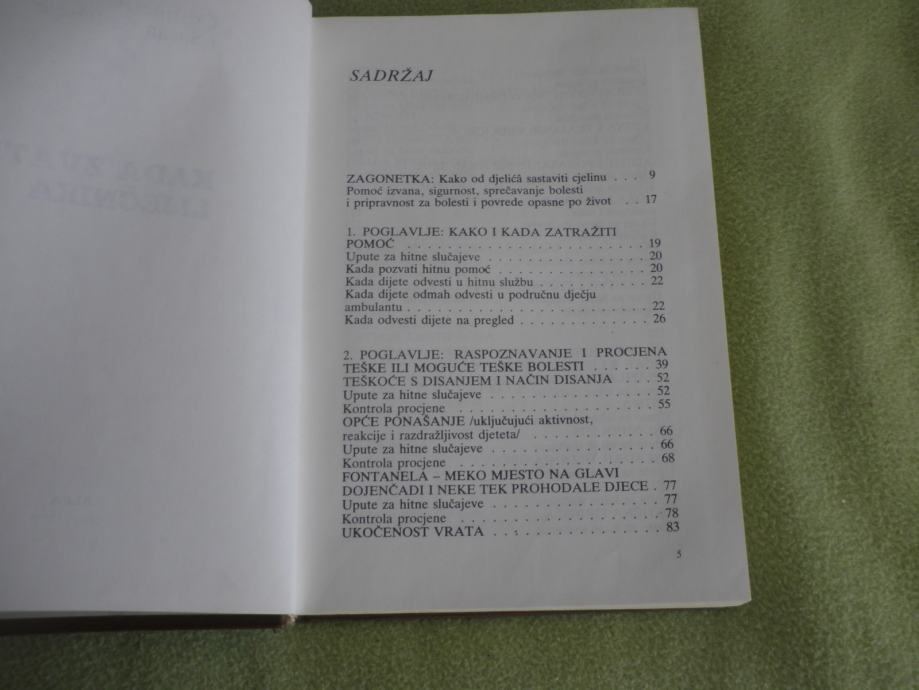 SADRŽAJ
ZAGONETKA: Kako od djelića sastaviti cjelinu . . . 9
Pomoć izvana, sigurnost, sprečavanje bolesti
i pripravnost za bolesti i povrede opasne po život . . 17
1. POGLAVLJE: KAKO I KADA ZATRAŽITI
POMOĆ . . . . . . . . . . . . . . . . . . . . . . . . 19
Upute za hitne slučajeve . . . . . . . . . . . . . . . . 20
Kada pozvati hitnu pomoć . . . . . . . . . . . . . . . 20
Kada dijete odvesti u hitnu službu . . . . . . . . . . . 22
Kada dijete odmah odvesti u područnu dječju
ambulantu . . . . . . . . . . . . . . . . . . . . . . . . 22
Kada odvesti dijete na pregled . . . . . . . . . . . . . 26
2. POGLAVLJE: RASPOZNAVANJE I PROCJENA
TEŠKE ILI MOGUĆE TEŠKE BOLESTI . . . . . . 39
TEŠKOĆE S DISANJEM I NAČIN DISANJA . . . . 52
Upute za hitne slučajeve . . . . . . . . . . . . . . . . . 52
Kontrola procjene . . . . . . . . . . . . . . . . . . . . 55
OPĆE PONAŠANJE /uključujući aktivnost,
reakcije i razdražljivost djeteta/ . . . . . . . . . . . . 66
Upute za hitne slučajeve . . . . . . . . . . . . . . . . . 66
Kontrola procjene . . . . . . . . . . . . . . . . . . . . 68
FONTANELA – MEKO MJESTO NA GLAVI
DOJENČADI I NEKE TEK PROHODALE DJECE . 77
Upute za hitne slučajeve . . . . . . . . . . . . . . . . . 77
Kontrola procjene . . . . . . . . . . . . . . . . . . . . 78
UKOČENOST VRATA . . . . . . . . . . . . . . . . . 83
5